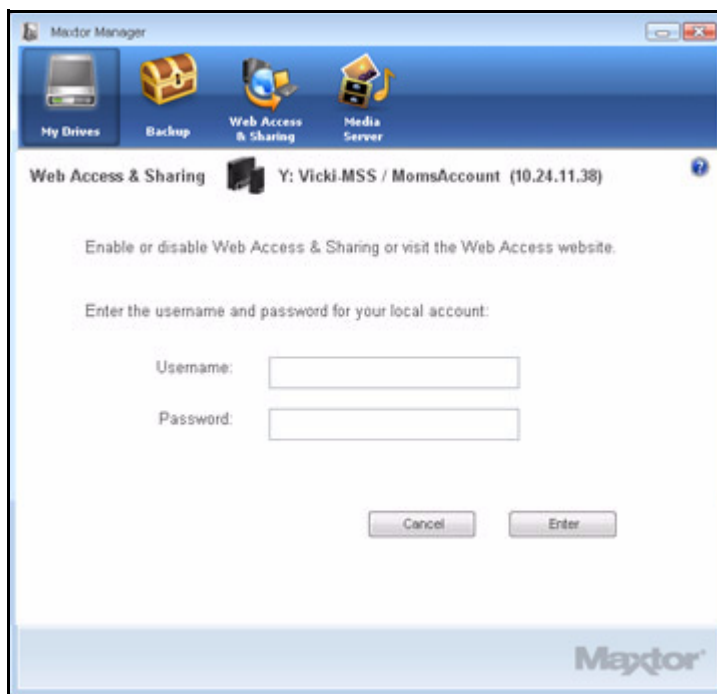 Maxtor Manager
My Drives
Backup
Web Access
& Sharing
Media
Server
Web Access & Sharing
Y: Vicki-MSS / MomsAccount (10.24.11.38)
?
Enable or disable Web Access & Sharing or visit the Web Access website.
Enter the username and password for your local account:
Username:
Password:
Cancel
Enter
Maxtor